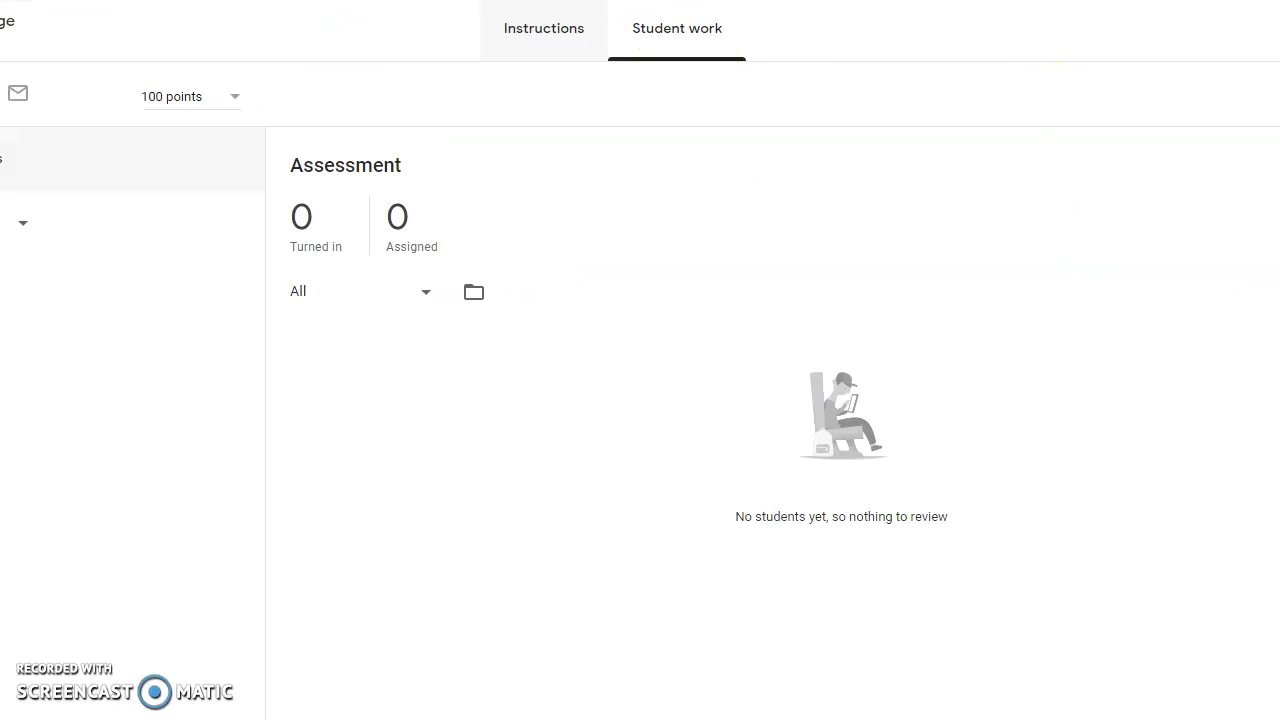 ge
Instructions
Student work
100 points
s
Assessment
0
0
Turned in
Assigned
All
No students yet, so nothing to review
RECORDED WITH
SCREENCAST MATIC